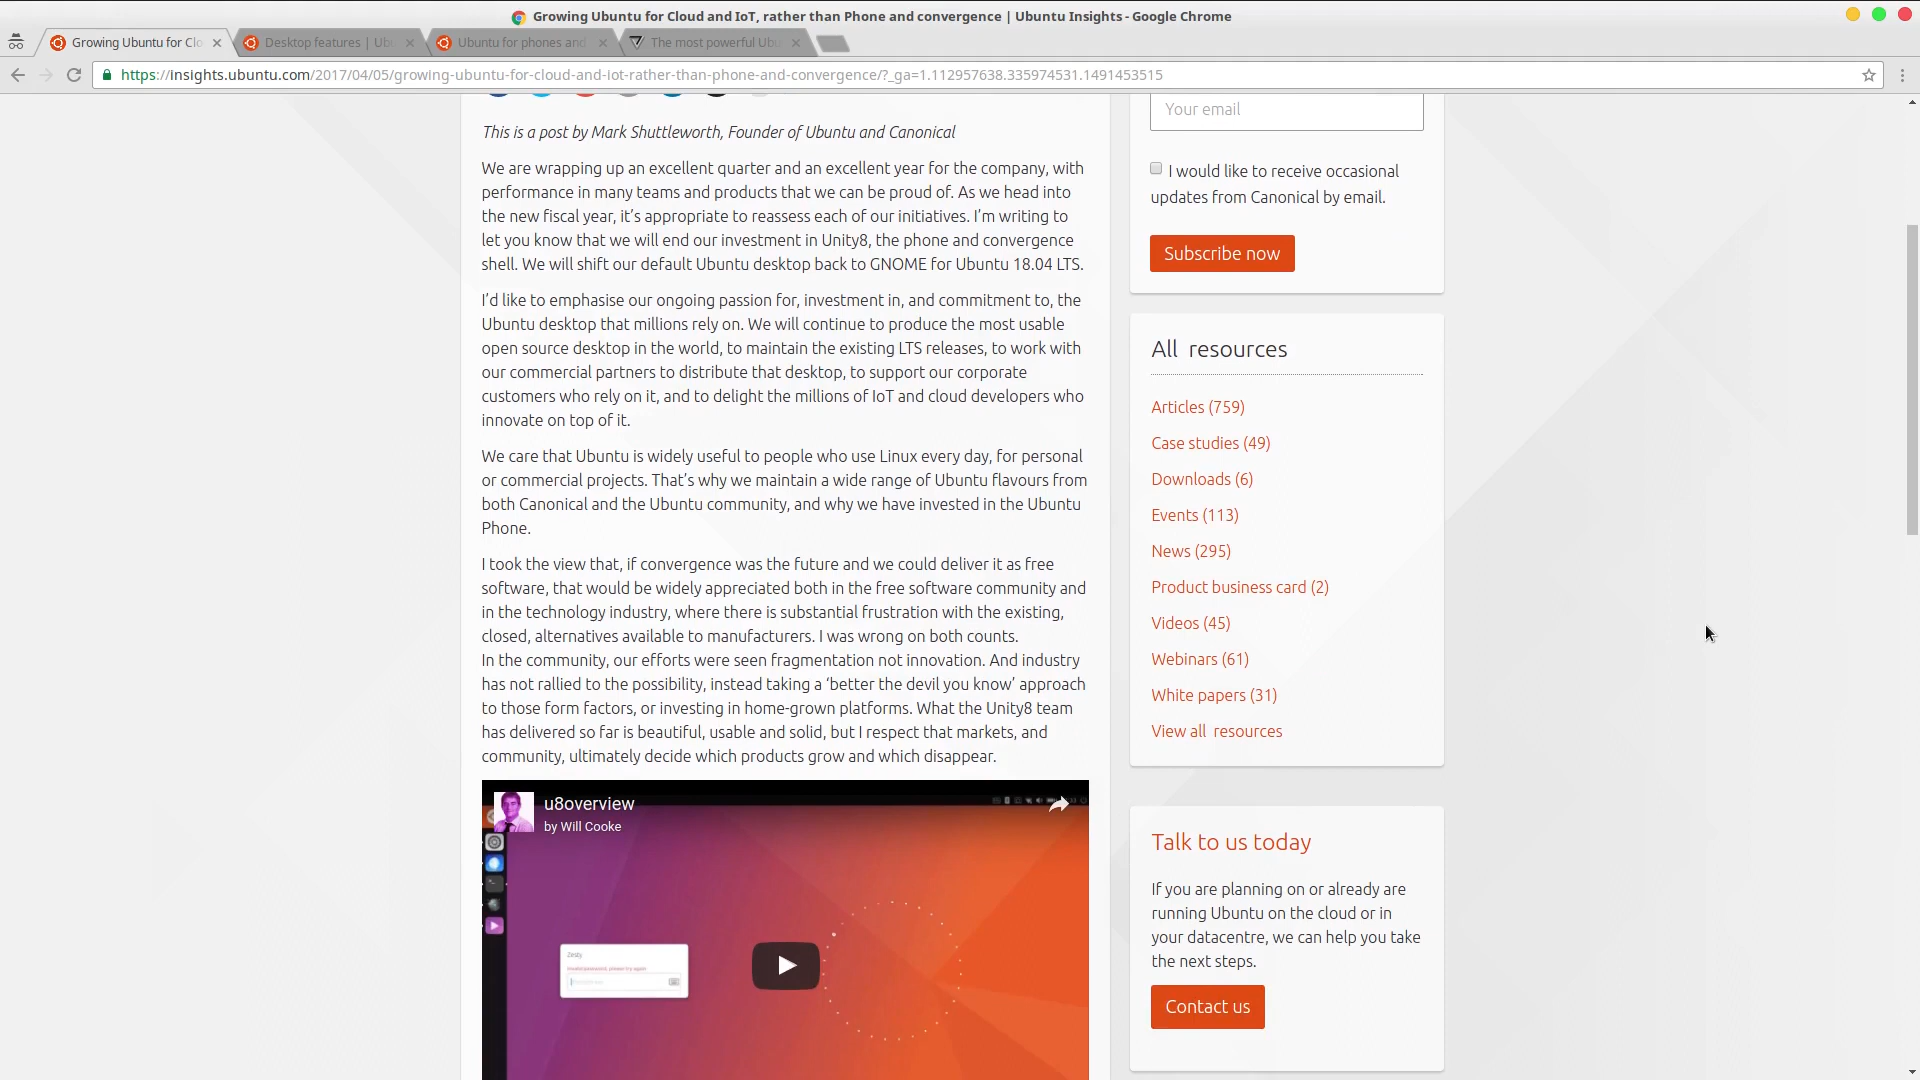 Growing Ubuntu for Cloud and IoT, rather than Phone and convergence | Ubuntu Insights - Google Chrome
Growing Ubuntu for Clo
Desktop features | Ub
Ubuntu for phones and
The most powerful Ubu
https://insights.ubuntu.com/2017/04/05/growing-ubuntu-for-cloud-and-iot-rather-than-phone-and-convergence/?_ga=1.112957638.335974531.1491453515
This is a post by Mark Shuttleworth, Founder of Ubuntu and Canonical
We are wrapping up an excellent quarter and an excellent year for the company, with
performance in many teams and products that we can be proud of. As we head into
the new fiscal year, it’s appropriate to reassess each of our initiatives. I’m writing to
let you know that we will end our investment in Unity8, the phone and convergence
shell. We will shift our default Ubuntu desktop back to GNOME for Ubuntu 18.04 LTS.
I’d like to emphasise our ongoing passion for, investment in, and commitment to, the
Ubuntu desktop that millions rely on. We will continue to produce the most usable
open source desktop in the world, to maintain the existing LTS releases, to work with
our commercial partners to distribute that desktop, to support our corporate
customers who rely on it, and to delight the millions of IoT and cloud developers who
innovate on top of it.
We care that Ubuntu is widely useful to people who use Linux every day, for personal
or commercial projects. That’s why we maintain a wide range of Ubuntu flavours from
both Canonical and the Ubuntu community, and why we have invested in the Ubuntu
Phone.
I took the view that, if convergence was the future and we could deliver it as free
software, that would be widely appreciated both in the free software community and
in the technology industry, where there is substantial frustration with the existing,
closed, alternatives available to manufacturers. I was wrong on both counts.
In the community, our efforts were seen fragmentation not innovation. And industry
has not rallied to the possibility, instead taking a ‘better the devil you know’ approach
to those form factors, or investing in home-grown platforms. What the Unity8 team
has delivered so far is beautiful, usable and solid, but I respect that markets, and
community, ultimately decide which products grow and which disappear.
u8overview
by Will Cooke
Zesty
Invalid password, please try again
Your email
I would like to receive occasional
updates from Canonical by email.
Subscribe now
All resources
Articles (759)
Case studies (49)
Downloads (6)
Events (113)
News (295)
Product business card (2)
Videos (45)
Webinars (61)
White papers (31)
View all resources
Talk to us today
If you are planning on or already are
running Ubuntu on the cloud or in
your datacentre, we can help you take
the next steps.
Contact us